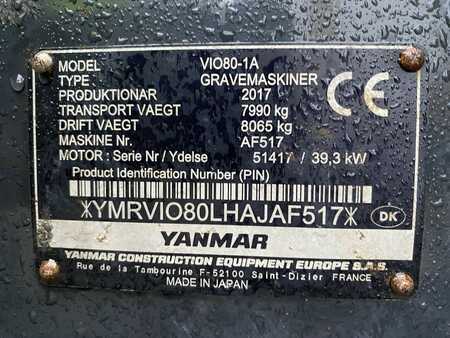 MODEL VIO80-1A
TYPE GRAVEMASKINER
PRODUKTIONAR 2017
TRANSPORT VAEGT 7990 kg
DRIFT VAEGT 8065 kg
MASKINE Nr. AF517
MOTOR : Serie Nr / Ydelse 51417 / 39,3 kW
CE
Product Identification Number (PIN)
*YMRVIO80LHAJAF517*
DK
YANMAR
YANMAR CONSTRUCTION EQUIPMENT EUROPE S.A.S.
Rue de la Tambourine F-52100 Saint-Dizier FRANCE
MADE IN JAPAN